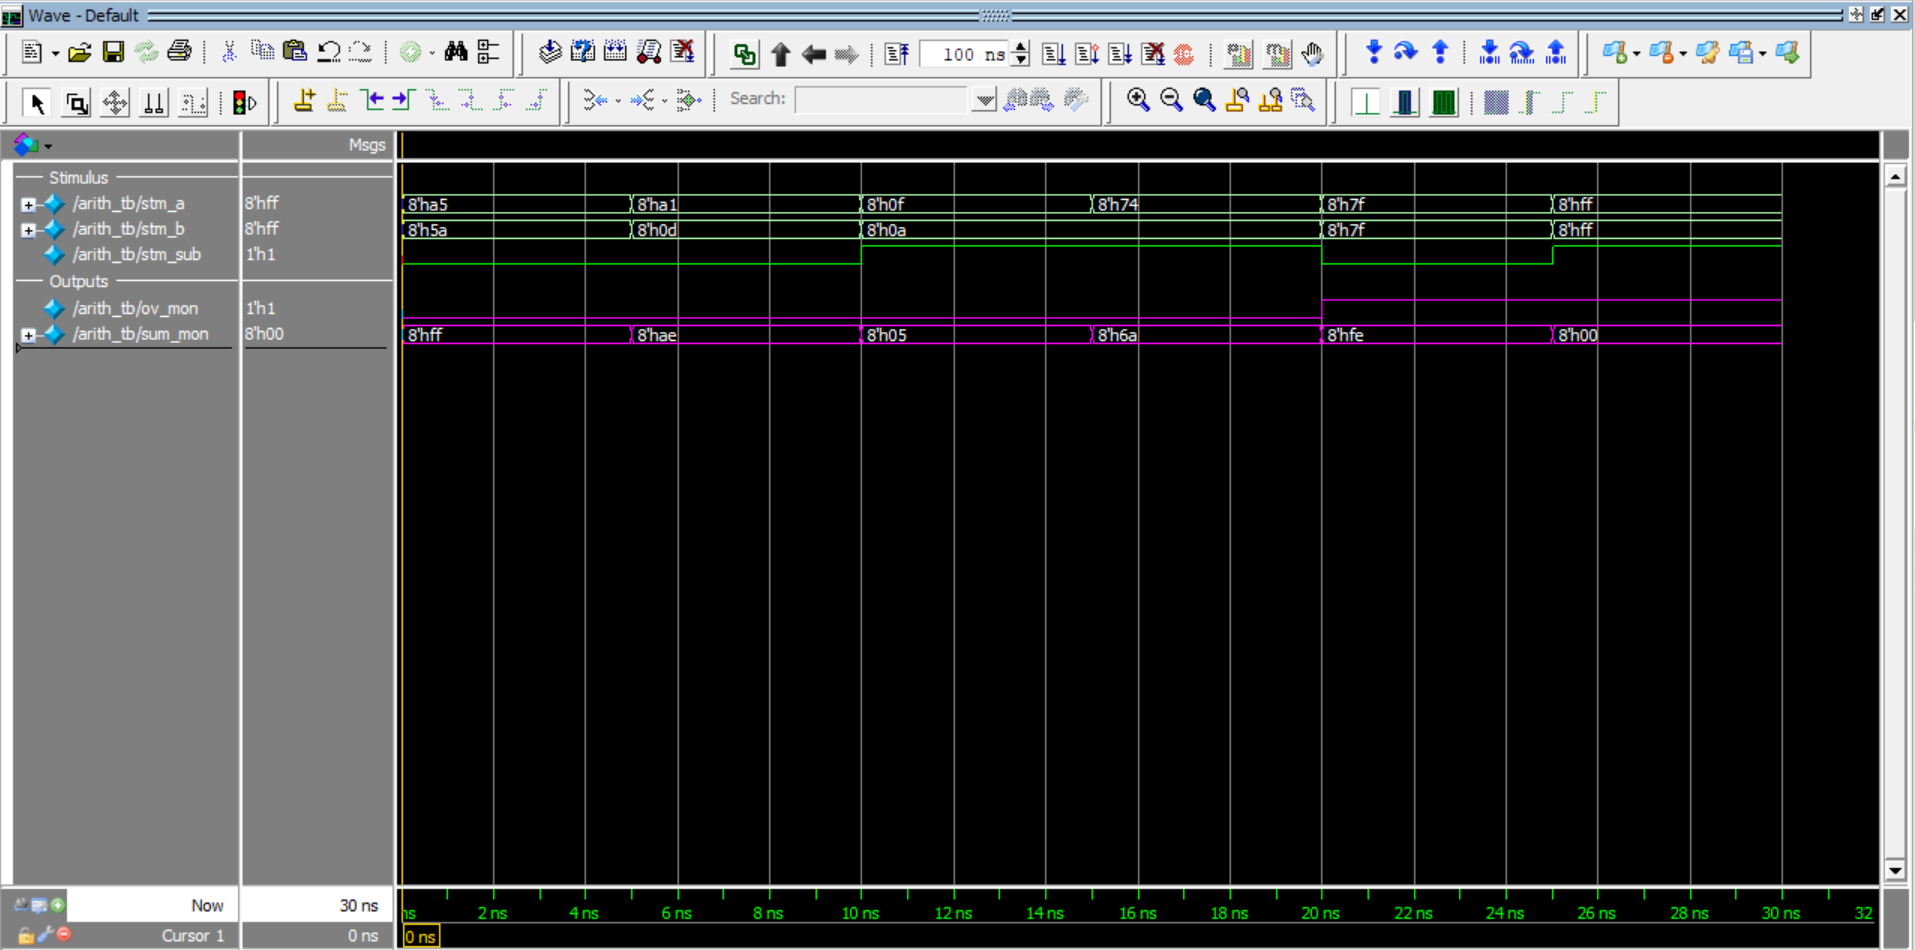 Wave - Default
100 ns
Search:
Msgs
Stimulus
/arith_tb/stm_a 8'hff 8'ha5 8'ha1 8'h0f 8'h74 8'h7f 8'hff
/arith_tb/stm_b 8'hff 8'h5a 8'h0d 8'h0a 8'h7f 8'hff
/arith_tb/stm_sub 1'h1
Outputs
/arith_tb/ov_mon 1'h1
/arith_tb/sum_mon 8'h00 8'hff 8'hae 8'h05 8'h6a 8'hfe 8'h00
Now 30 ns ns 2 ns 4 ns 6 ns 8 ns 10 ns 12 ns 14 ns 16 ns 18 ns 20 ns 22 ns 24 ns 26 ns 28 ns 30 ns 32
Cursor 1 0 ns 0 ns